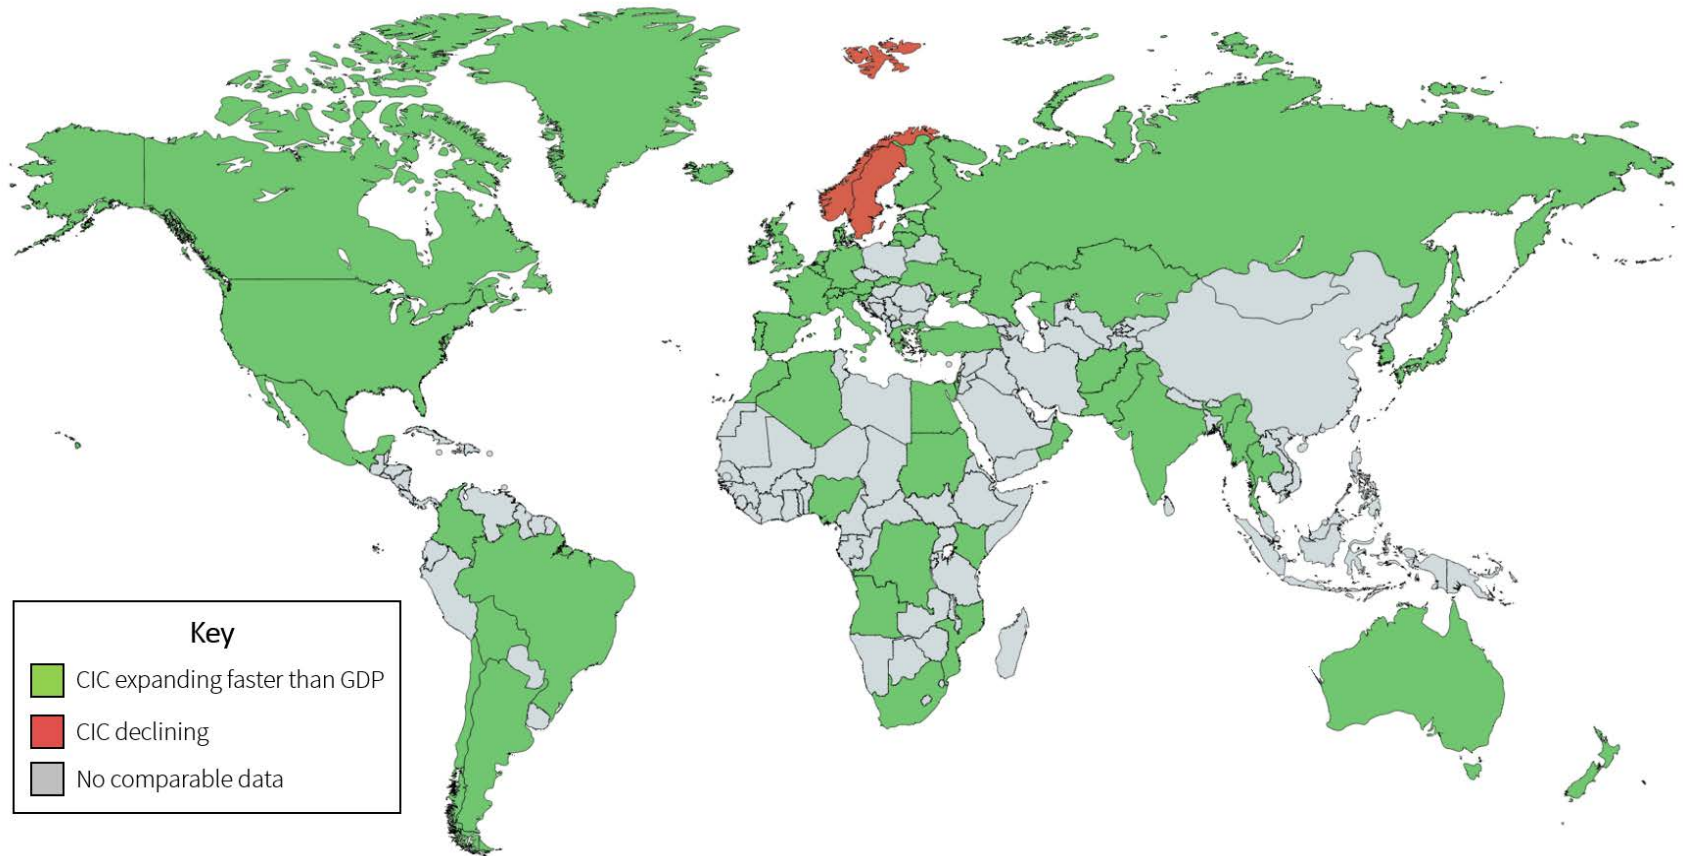 Key
CIC expanding faster than GDP
CIC declining
No comparable data